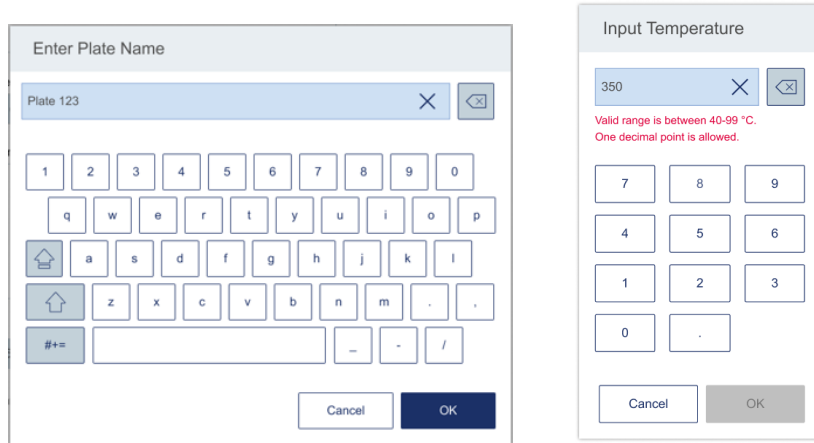 Enter Plate Name
Plate 123
1 2 3 4 5 6 7 8 9 0
q w e r t y u i o p
a s d f g h j k l
z x c v b n m . ,
#+= _ - /
Cancel OK
Input Temperature
350
Valid range is between 40-99 °C.
One decimal point is allowed.
7 8 9
4 5 6
1 2 3
0 .
Cancel OK